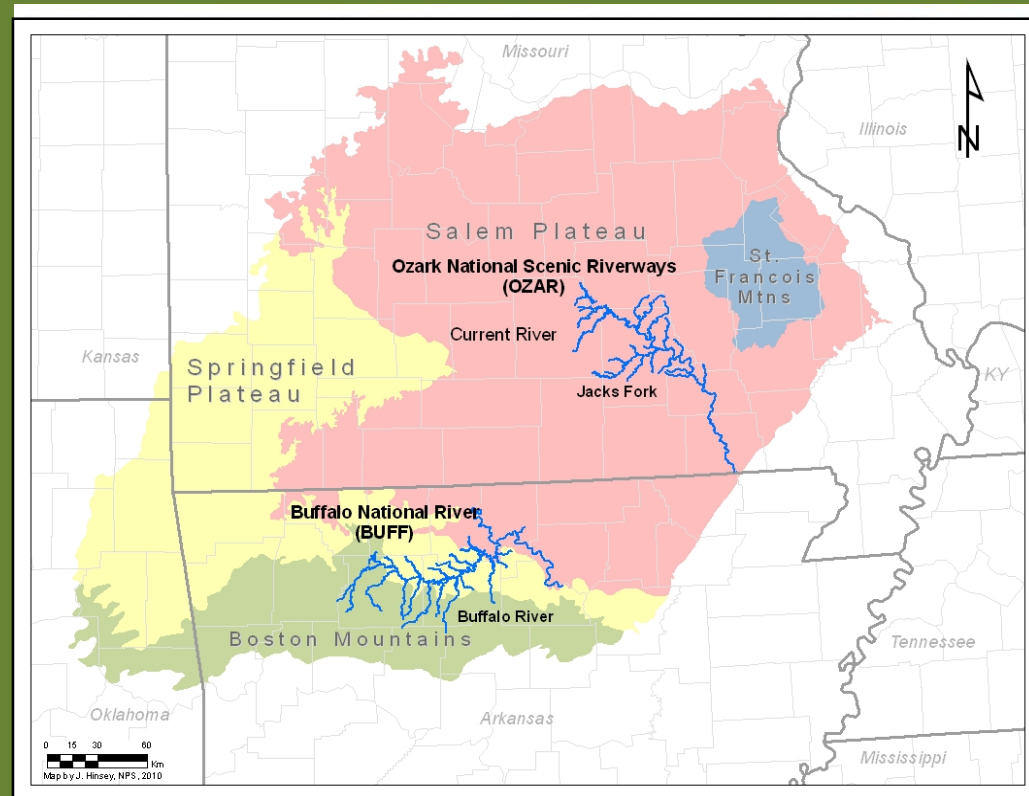 Missouri
N
Illinois
Salem Plateau
Ozark National Scenic Riverways
(OZAR)
St.
Francois
Mtns
Current River
Kansas
Springfield
Plateau
KY
Jacks Fork
Buffalo National River
(BUFF)
Buffalo River
Boston Mountains
Tennessee
Oklahoma
Arkansas
0 15 30 60
Km
Mississippi
Map by J. Hinsey, NPS, 2010